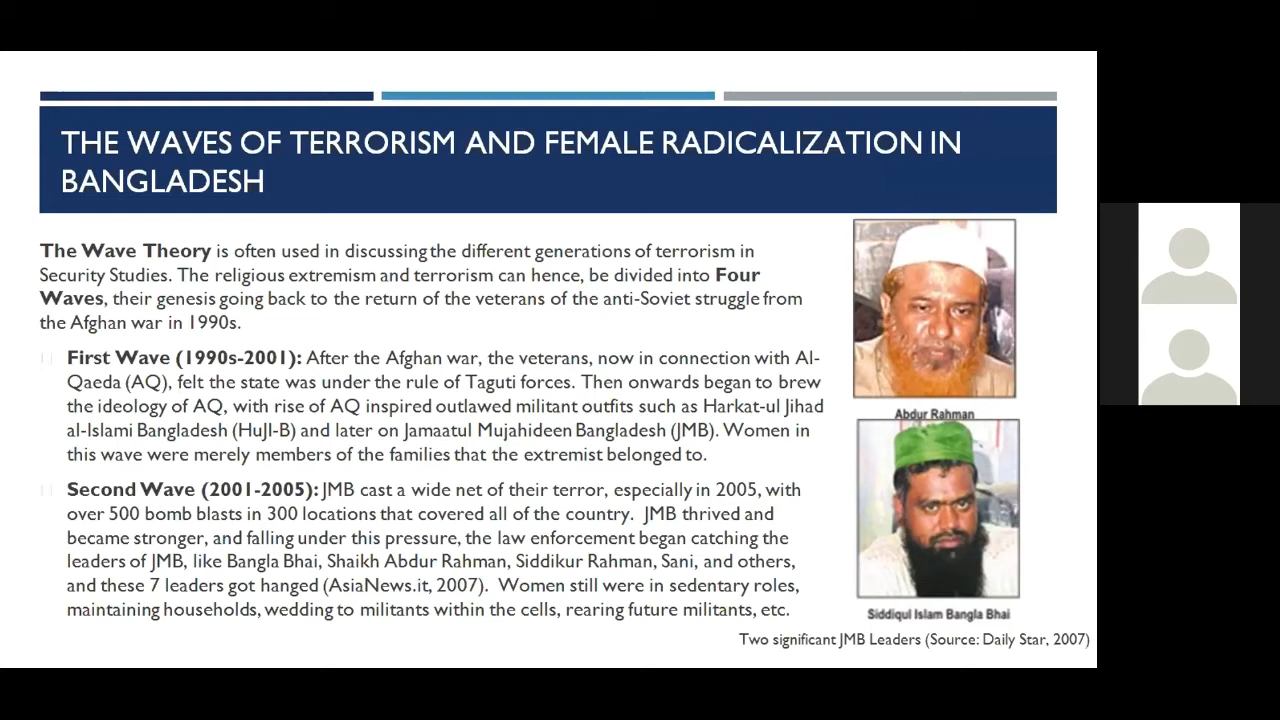 THE WAVES OF TERRORISM AND FEMALE RADICALIZATION IN
BANGLADESH
The Wave Theory is often used in discussing the different generations of terrorism in
Security Studies. The religious extremism and terrorism can hence, be divided into Four
Waves, their genesis going back to the return of the veterans of the anti-Soviet struggle from
the Afghan war in 1990s.
First Wave (1990s-2001): After the Afghan war, the veterans, now in connection with Al-
Qaeda (AQ), felt the state was under the rule of Taguti forces. Then onwards began to brew
the ideology of AQ, with rise of AQ inspired outlawed militant outfits such as Harkat-ul Jihad
al-Islami Bangladesh (HuJI-B) and later on Jamaatul Mujahideen Bangladesh (JMB). Women in
this wave were merely members of the families that the extremist belonged to.
Second Wave (2001-2005): JMB cast a wide net of their terror, especially in 2005, with
over 500 bomb blasts in 300 locations that covered all of the country. JMB thrived and
became stronger, and falling under this pressure, the law enforcement began catching the
leaders of JMB, like Bangla Bhai, Shaikh Abdur Rahman, Siddikur Rahman, Sani, and others,
and these 7 leaders got hanged (AsiaNews.it, 2007). Women still were in sedentary roles,
maintaining households, wedding to militants within the cells, rearing future militants, etc.
Abdur Rahman
Siddiqul Islam Bangla Bhai
Two significant JMB Leaders (Source: Daily Star, 2007)